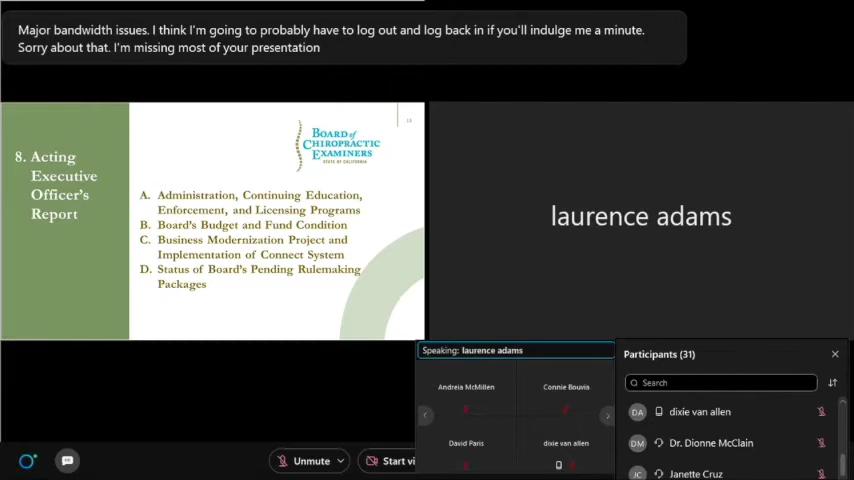 Major bandwidth issues. I think I'm going to probably have to log out and log back in if you'll indulge me a minute.
Sorry about that. I'm missing most of your presentation
13
BOARD of
CHIROPRACTIC
EXAMINERS
STATE OF CALIFORNIA
8. Acting
Executive
Officer's
Report
A. Administration, Continuing Education,
Enforcement, and Licensing Programs
B. Board's Budget and Fund Condition
C. Business Modernization Project and
Implementation of Connect System
D. Status of Board's Pending Rulemaking
Packages
laurence adams
Speaking: laurence adams
Andreia McMillen
Connie Bouvia
David Paris
dixie van allen
Participants (31)
Search
DA dixie van allen
DM Dr. Dionne McClain
JC Janette Cruz
Unmute
Start vi